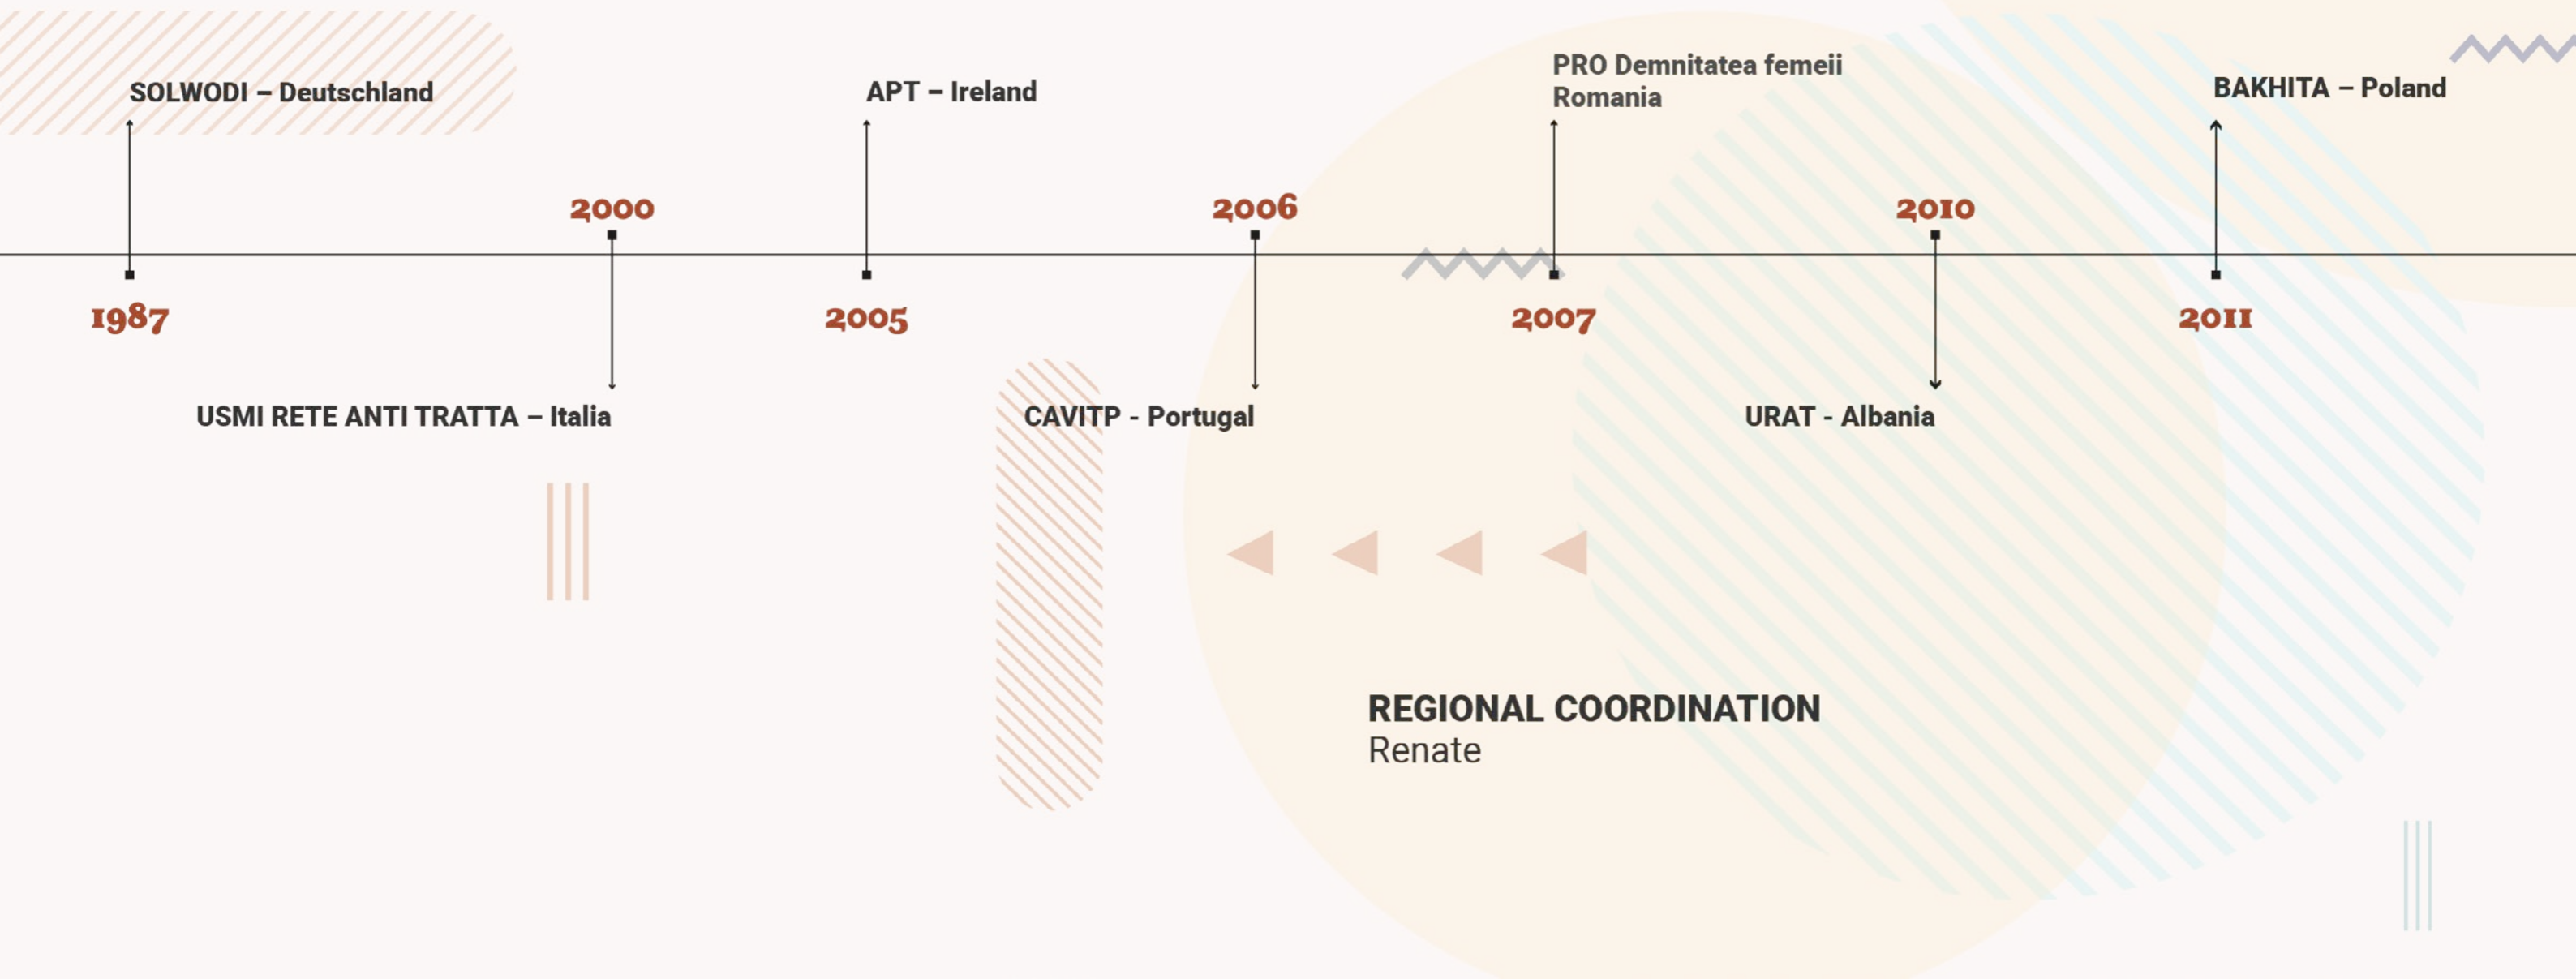 SOLWODI – Deutschland
1987
2000
USMI RETE ANTI TRATTA – Italia
APT – Ireland
2005
2006
CAVITP - Portugal
PRO Demnitatea femeii
Romania
2007
2010
URAT - Albania
BAKHITA – Poland
2011
REGIONAL COORDINATION
Renate